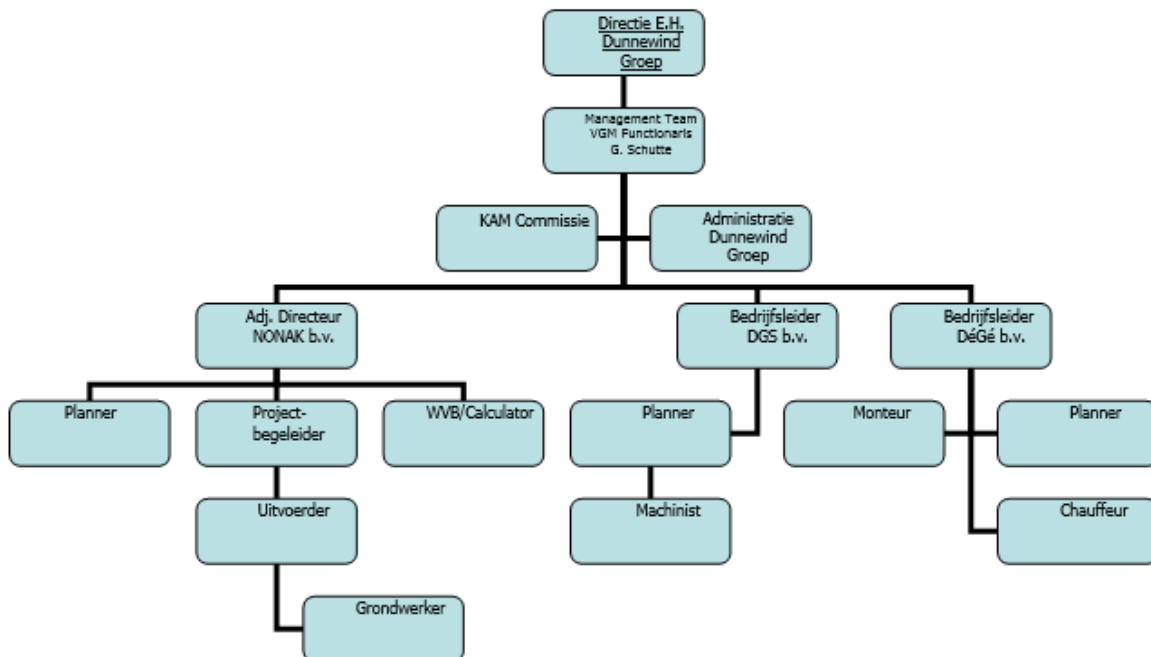 Directie E.H.
Dunnewind
Groep
Management Team
VGM Functionaris
G. Schutte
KAM Commissie
Administratie
Dunnewind
Groep
Adj. Directeur
NONAK b.v.
Bedrijfsleider
DGS b.v.
Bedrijfsleider
DéGé b.v.
Planner
Project-
begeleider
WVB/Calculator
Planner
Monteur
Planner
Uitvoerder
Machinist
Chauffeur
Grondwerker